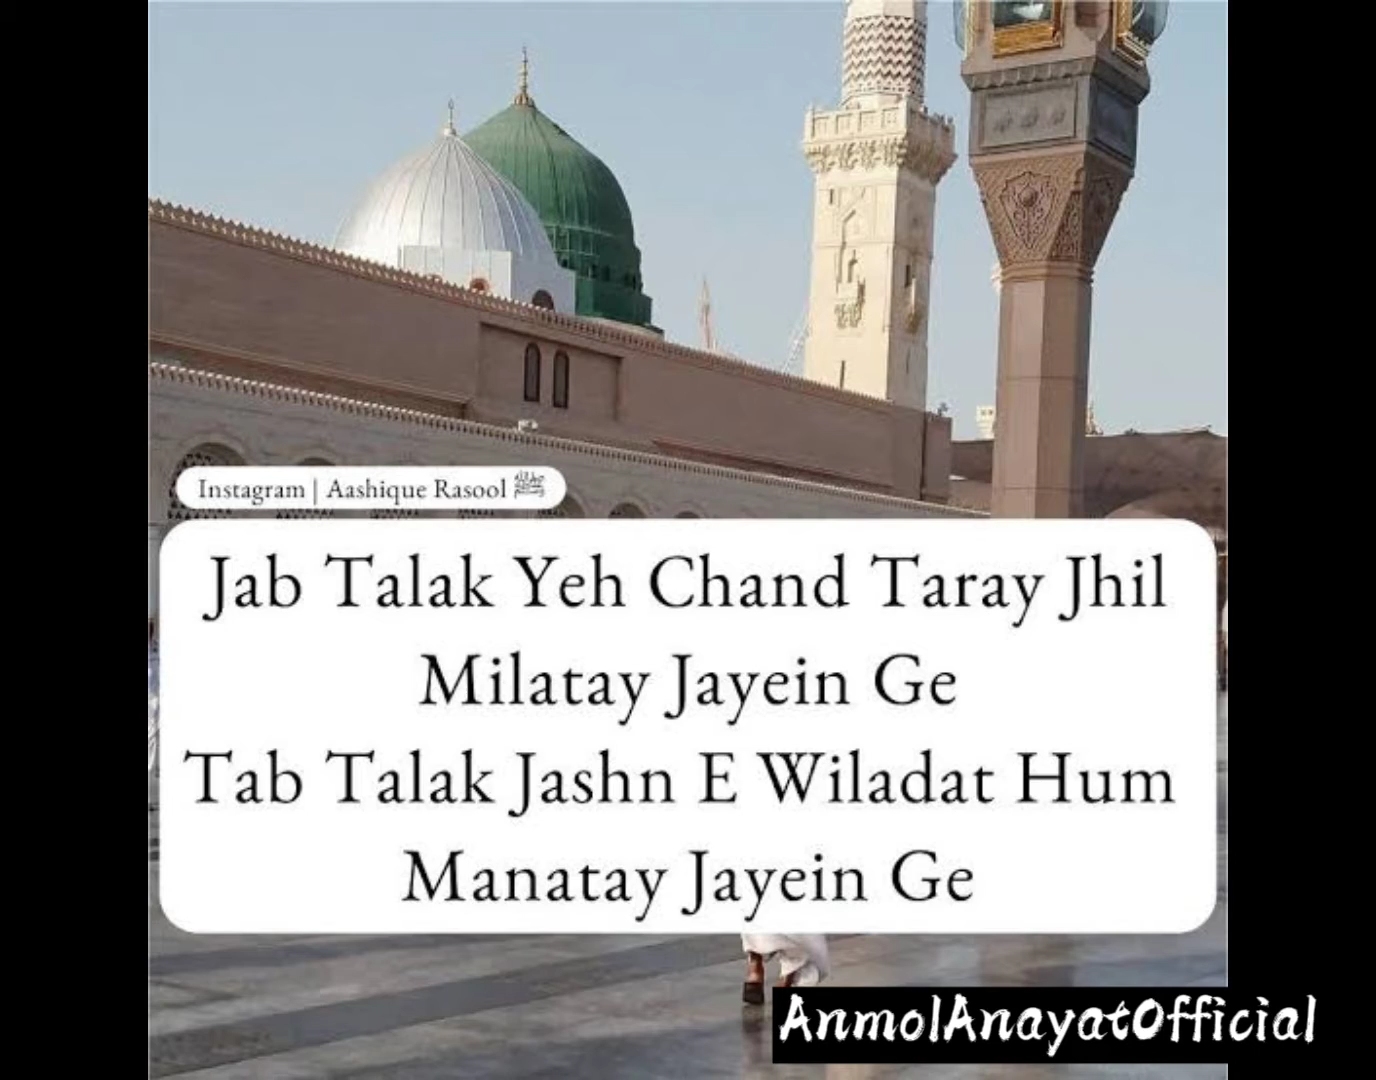 Instagram | Aashique Rasool ﷺ
Jab Talak Yeh Chand Taray Jhil
Milatay Jayein Ge
Tab Talak Jashn E Wiladat Hum
Manatay Jayein Ge
AnmolAnayatOfficial